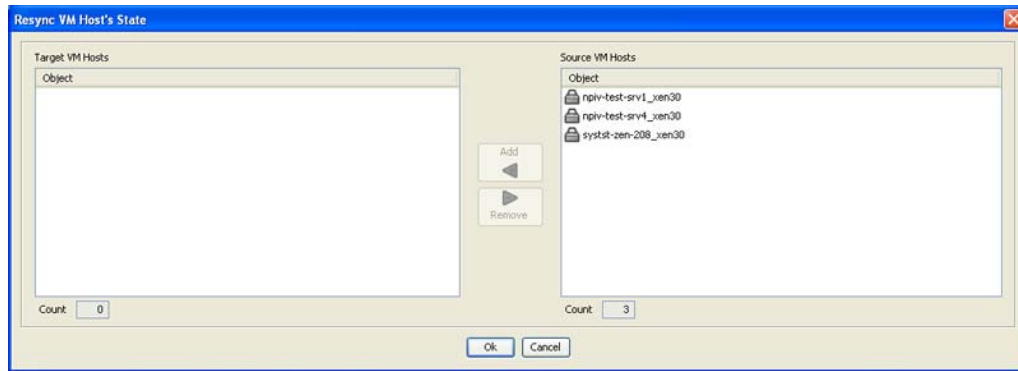 Resync VM Host's State
Target VM Hosts
Object
Count 0
Add
Remove
Source VM Hosts
Object
npiv-test-srv1_xen30
npiv-test-srv4_xen30
systst-zen-208_xen30
Count 3
Ok Cancel